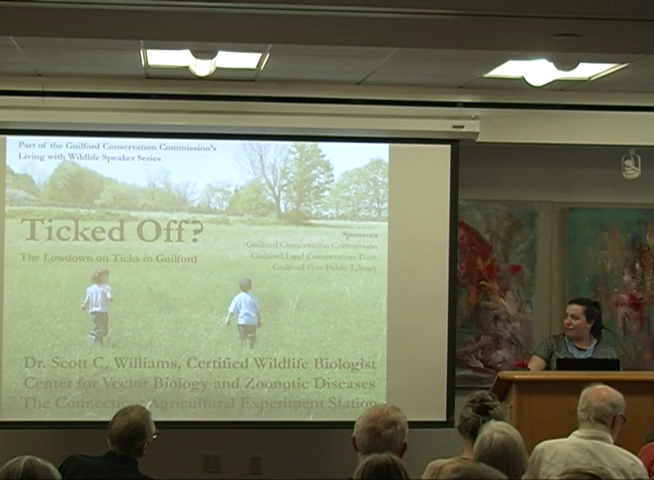 Part of the Guilford Conservation Commission's
Living with Wildlife Speaker Series
Ticked Off?
The Lowdown on Ticks in Guilford
Sponsors
Guilford Conservation Commission
Guilford Land Conservation Trust
Guilford Free Public Library
Dr. Scott C. Williams, Certified Wildlife Biologist
Center for Vector Biology and Zoonotic Diseases
The Connecticut Agricultural Experiment Station